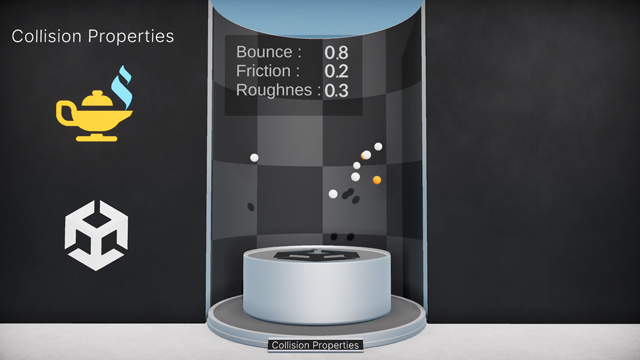 Collision Properties
Bounce : 0.8
Friction : 0.2
Roughnes : 0.3
Collision Properties